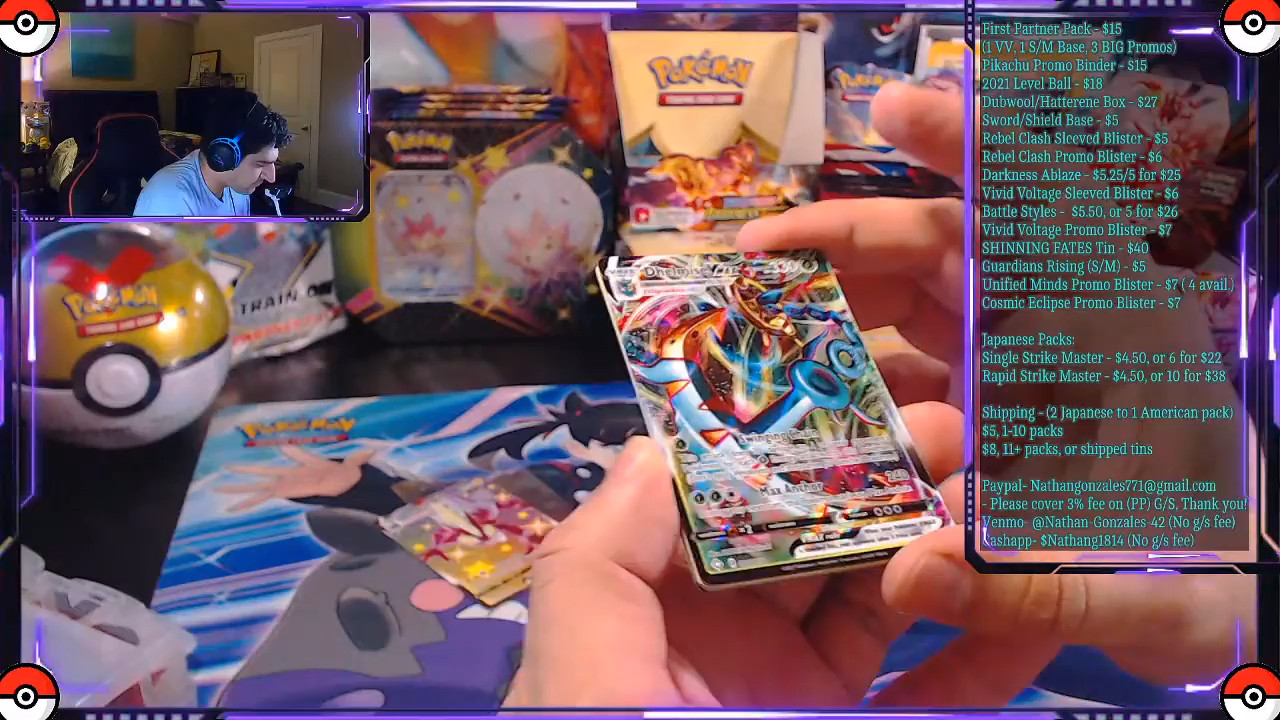 First Partner Pack - $15
(1 VV, 1 S/M Base, 3 BIG Promos)
Pikachu Promo Binder - $15
2021 Level Ball - $18
Dubwool/Hatterene Box - $27
Sword/Shield Base - $5
Rebel Clash Sleeved Blister - $5
Rebel Clash Promo Blister - $6
Darkness Ablaze - $5.25/5 for $25
Vivid Voltage Sleeved Blister - $6
Battle Styles - $5.50, or 5 for $26
Vivid Voltage Promo Blister - $7
SHINNING FATES Tin - $40
Guardians Rising (S/M) - $5
Unified Minds Promo Blister - $7 ( 4 avail.)
Cosmic Eclipse Promo Blister - $7
Japanese Packs:
Single Strike Master - $4.50, or 6 for $22
Rapid Strike Master - $4.50, or 10 for $38
Shipping - (2 Japanese to 1 American pack)
$5, 1-10 packs
$8, 11+ packs, or shipped tins
Paypal- Nathangonzales771@gmail.com
- Please cover 3% fee on (PP) G/S, Thank you!
Venmo- @Nathan-Gonzales-42 (No g/s fee)
Cashapp- $Nathang1814 (No g/s fee)
POKéMON
POKéMON
POKéMON
POKéMON
POKéMON
TRAIN ON
Dhelmise
Swinging
Max Anchor
240